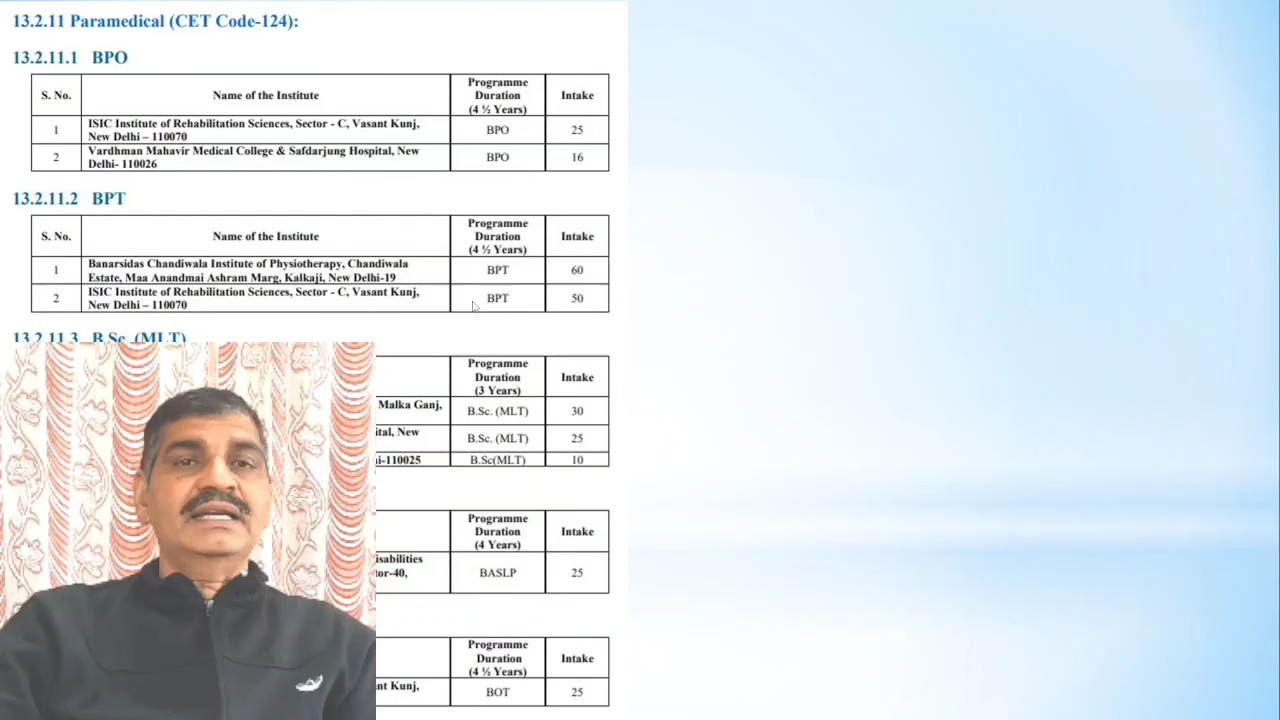 13.2.11 Paramedical (CET Code-124):
13.2.11.1 BPO
S. No.
Name of the Institute
Programme
Duration
(4 ½ Years)
Intake
1
ISIC Institute of Rehabilitation Sciences, Sector - C, Vasant Kunj,
New Delhi – 110070
BPO
25
2
Vardhman Mahavir Medical College & Safdarjung Hospital, New
Delhi- 110026
BPO
16
13.2.11.2 BPT
S. No.
Name of the Institute
Programme
Duration
(4 ½ Years)
Intake
1
Banarsidas Chandiwala Institute of Physiotherapy, Chandiwala
Estate, Maa Anandmai Ashram Marg, Kalkaji, New Delhi-19
BPT
60
2
ISIC Institute of Rehabilitation Sciences, Sector - C, Vasant Kunj,
New Delhi – 110070
BPT
50
13.2.11.3 B.Sc. (MLT)
Programme
Duration
(3 Years)
Intake
Malka Ganj,
B.Sc. (MLT)
30
ital, New
B.Sc. (MLT)
25
i-110025
B.Sc(MLT)
10
Programme
Duration
(4 Years)
Intake
isabilities
tor-40,
BASLP
25
Programme
Duration
(4 ½ Years)
Intake
nt Kunj,
BOT
25